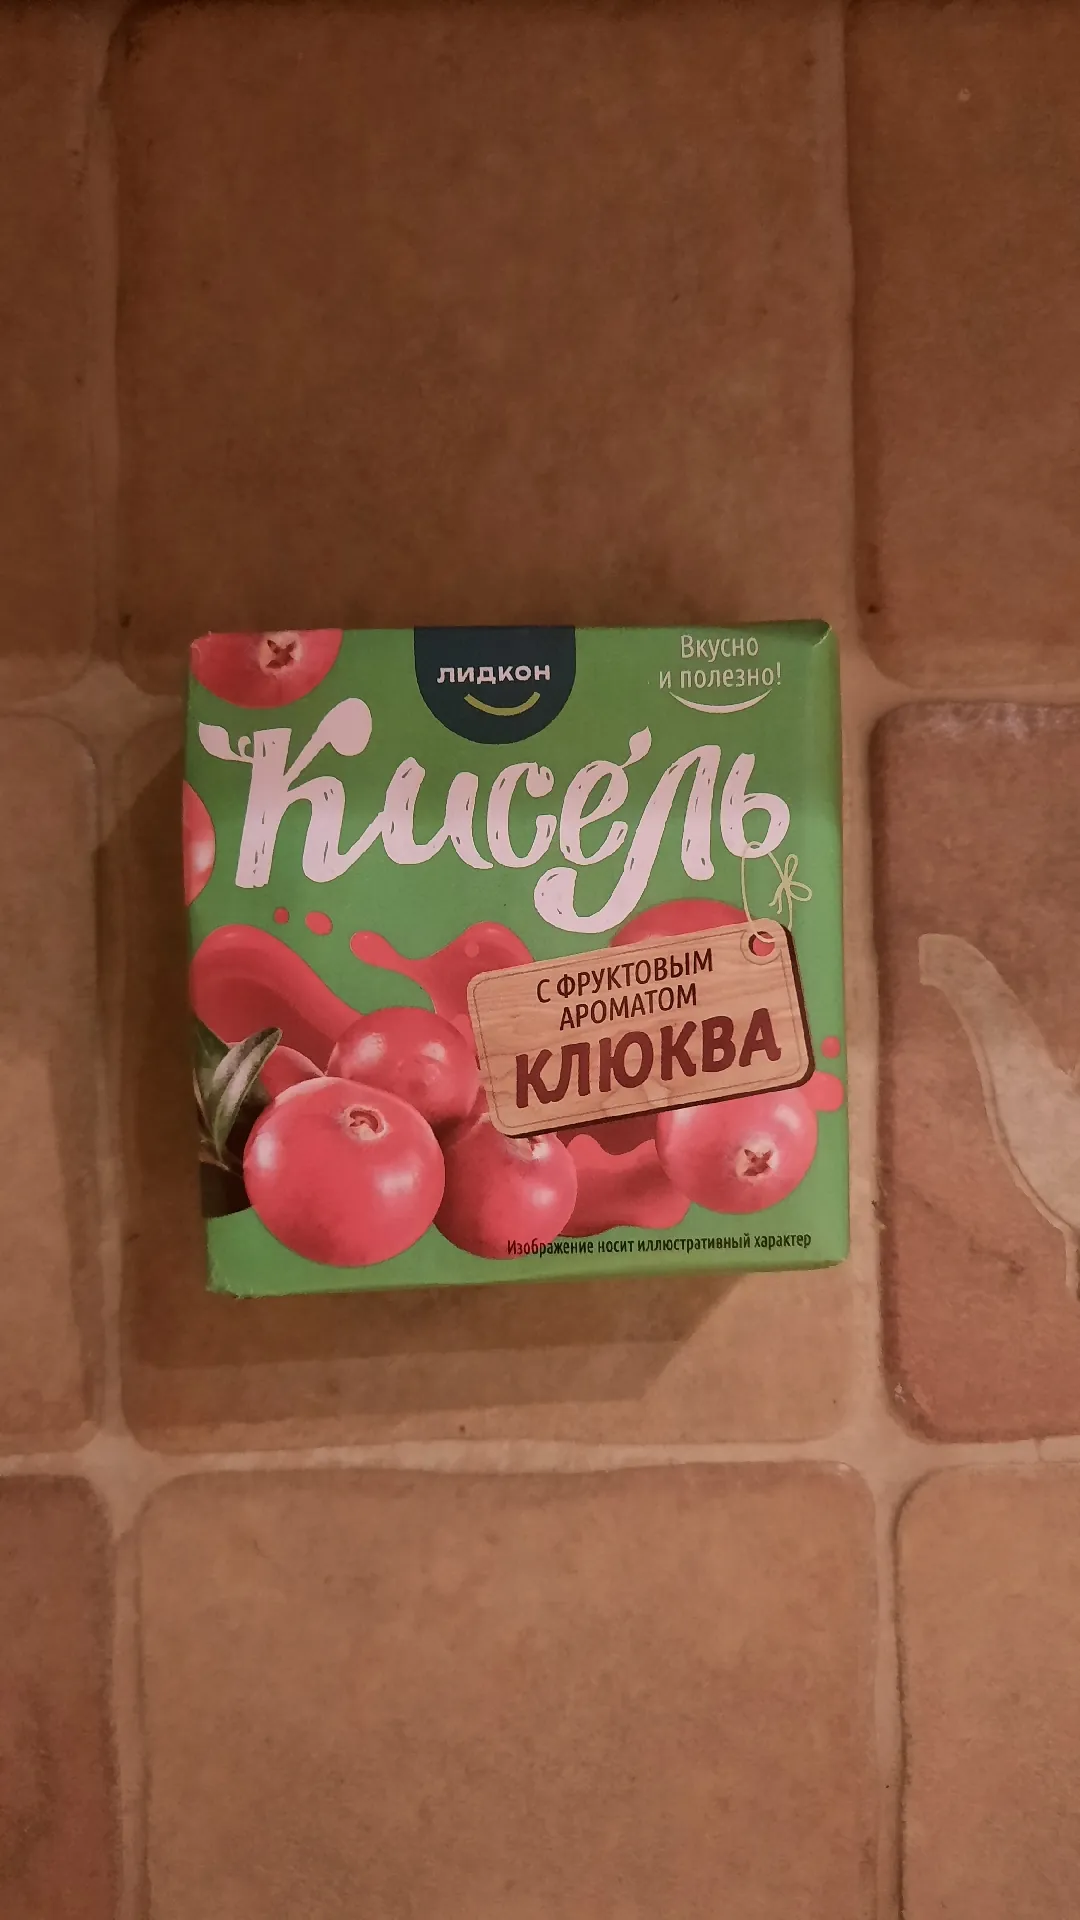 лидкон
Вкусно
и полезно!
Кисель
С ФРУКТОВЫМ
АРОМАТОМ
КЛЮКВА
Изображение носит иллюстративный характер